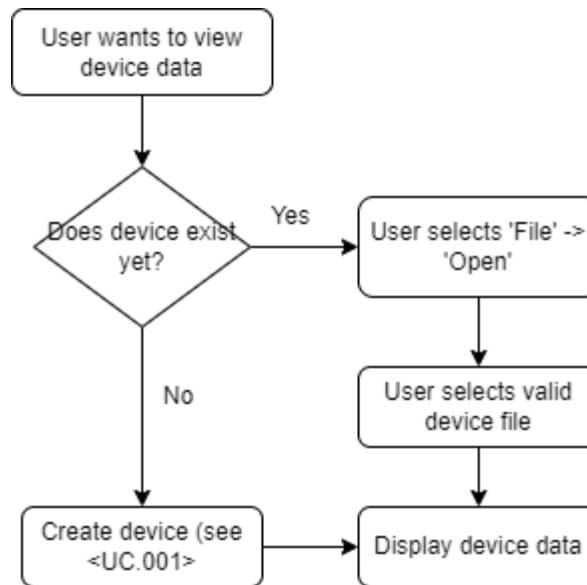 User wants to view
device data
Does device exist
yet?
Yes
User selects 'File' ->
'Open'
No
User selects valid
device file
Create device (see
<UC.001>
Display device data